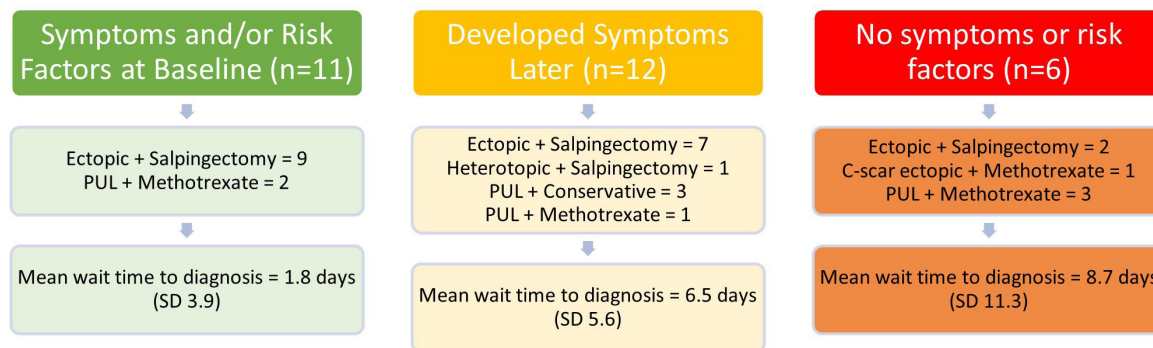 Symptoms and/or Risk
Factors at Baseline (n=11)
Ectopic + Salpingectomy = 9
PUL + Methotrexate = 2
Mean wait time to diagnosis = 1.8 days
(SD 3.9)
Developed Symptoms
Later (n=12)
Ectopic + Salpingectomy = 7
Heterotopic + Salpingectomy = 1
PUL + Conservative = 3
PUL + Methotrexate = 1
Mean wait time to diagnosis = 6.5 days
(SD 5.6)
No symptoms or risk
factors (n=6)
Ectopic + Salpingectomy = 2
C-scar ectopic + Methotrexate = 1
PUL + Methotrexate = 3
Mean wait time to diagnosis = 8.7 days
(SD 11.3)